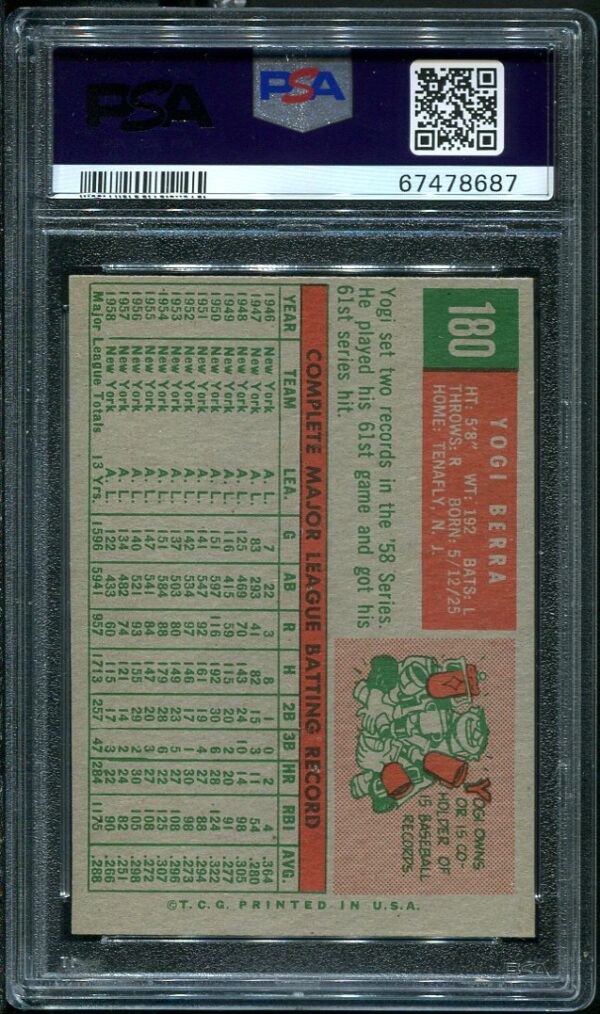 PSA
PSA
67478687
180
YOGI BERRA
HT: 5'8" WT: 192 BATS: L
THROWS: R BORN: 5/12/25
HOME: TENAFLY, N. J.
Yogi set two records in the '58 Series.
He played his 61st game and got his
61st series hit.
YOGI OWNS
OR IS CO-
HOLDER OF
15 BASEBALL
RECORDS.
COMPLETE MAJOR LEAGUE BATTING RECORD
YEAR TEAM LEA. G AB R H 2B 3B HR RBI AVG.
1946 New York A. L. 7 22 3 8 1 0 2 4 .364
1947 New York A. L. 83 293 41 82 15 3 11 54 .280
1948 New York A. L. 125 469 70 143 24 10 14 98 .305
1949 New York A. L. 116 415 59 115 20 2 20 91 .277
1950 New York A. L. 151 597 116 192 30 6 28 124 .322
1951 New York A. L. 141 547 92 161 19 4 27 88 .294
1952 New York A. L. 142 534 97 146 17 1 30 98 .273
1953 New York A. L. 137 503 80 149 23 5 27 108 .296
1954 New York A. L. 151 584 88 179 28 6 22 125 .307
1955 New York A. L. 147 541 84 147 20 3 27 108 .272
1956 New York A. L. 140 521 93 155 29 2 30 105 .298
1957 New York A. L. 134 482 74 121 14 2 24 82 .251
1958 New York A. L. 122 433 60 115 17 3 22 90 .266
Major League Totals 13 Yrs. 1596 5941 957 1713 257 47 284 1175 .288
©T. C. G. PRINTED IN U.S.A.